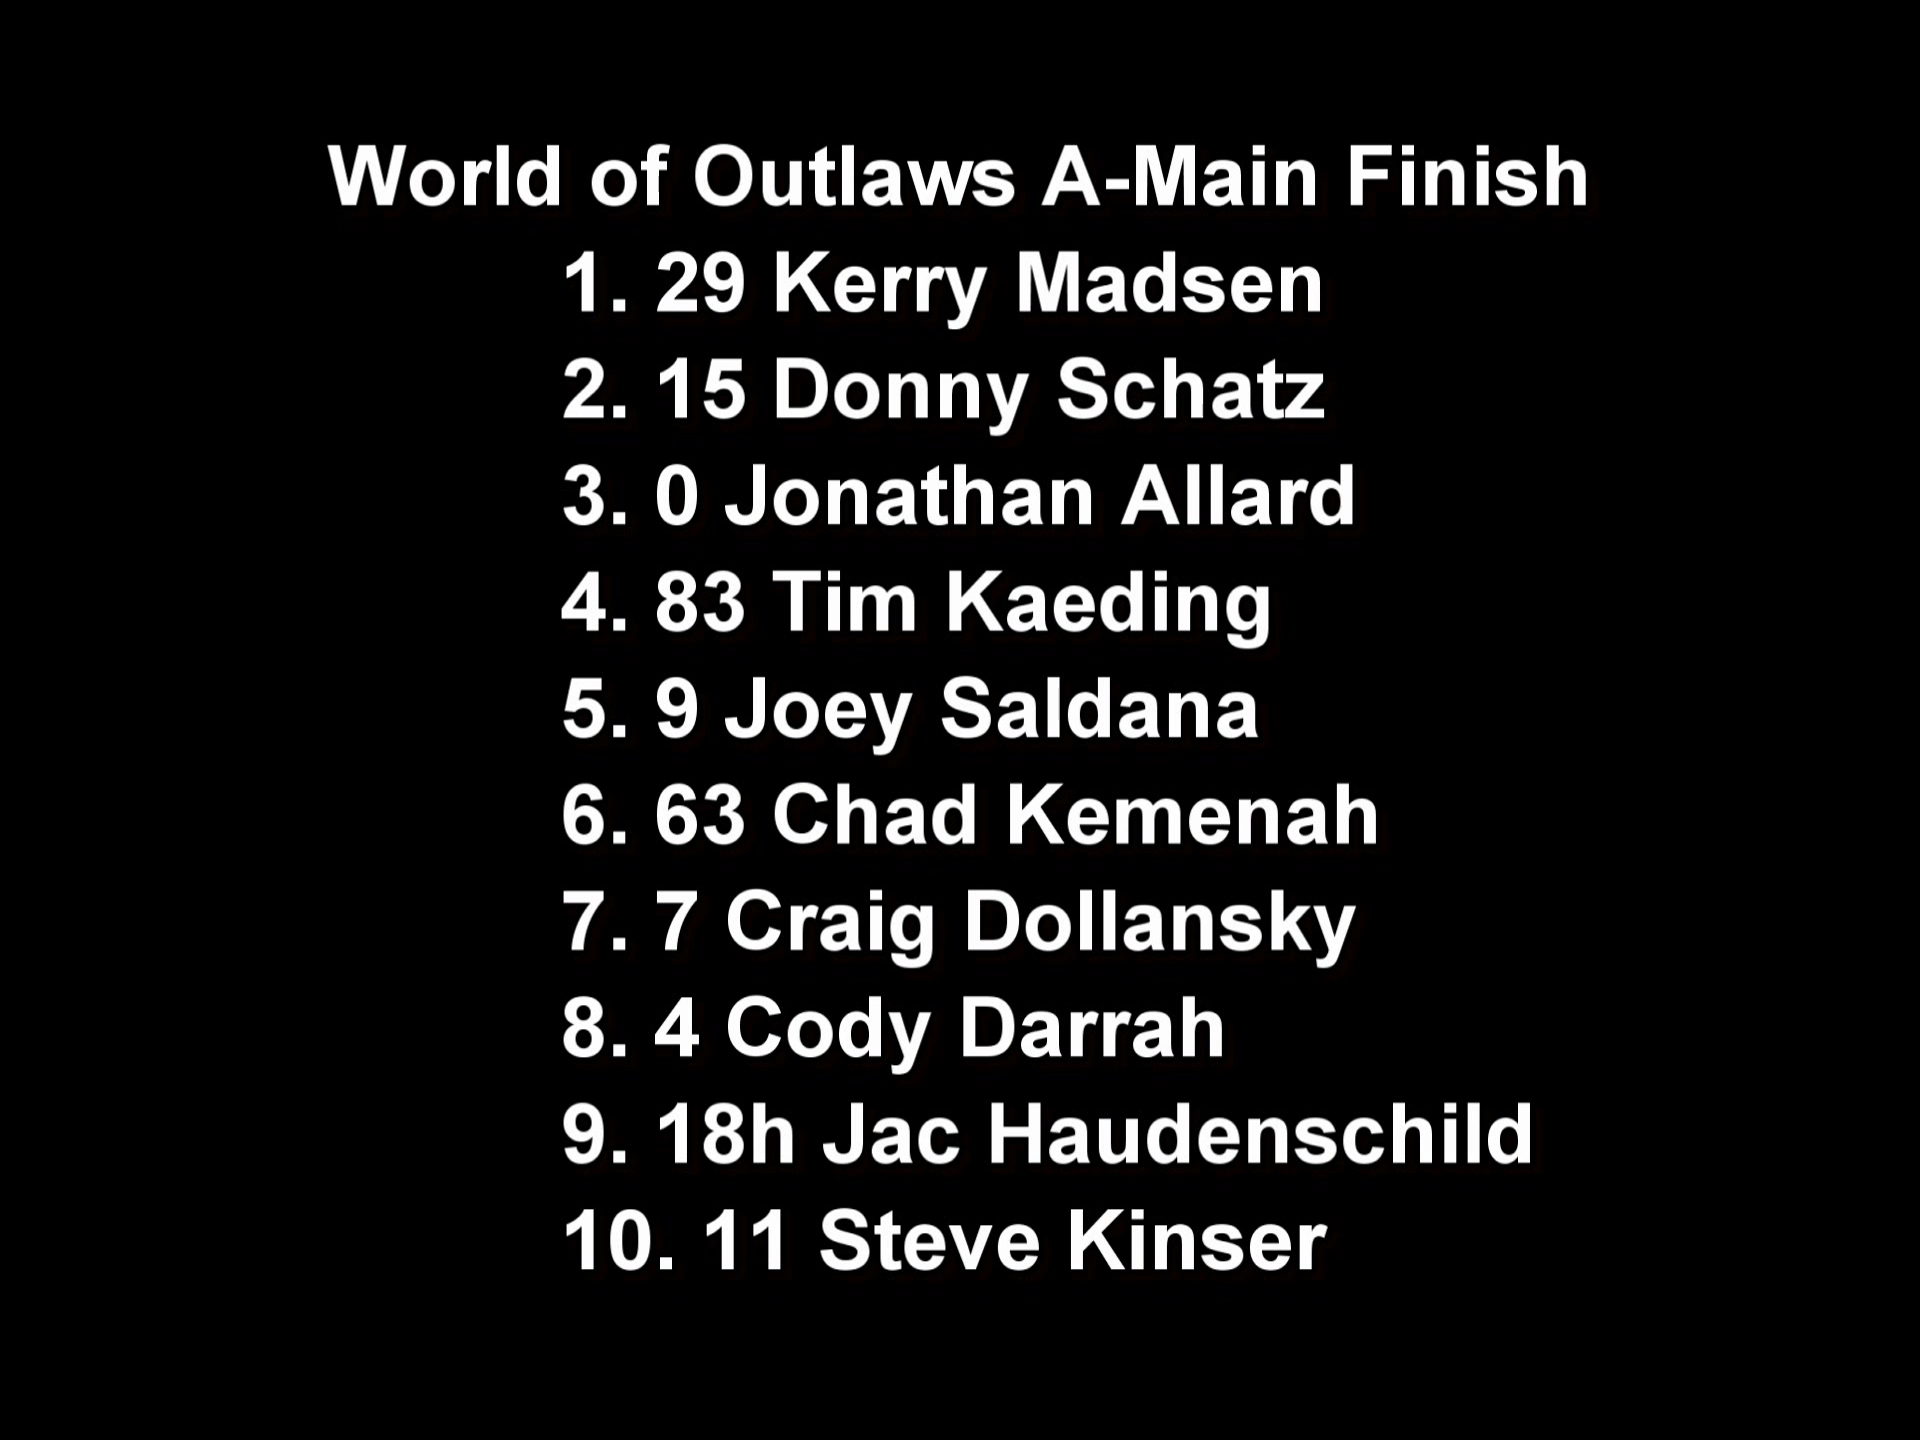 World of Outlaws A-Main Finish
1. 29 Kerry Madsen
2. 15 Donny Schatz
3. 0 Jonathan Allard
4. 83 Tim Kaeding
5. 9 Joey Saldana
6. 63 Chad Kemenah
7. 7 Craig Dollansky
8. 4 Cody Darrah
9. 18h Jac Haudenschild
10. 11 Steve Kinser